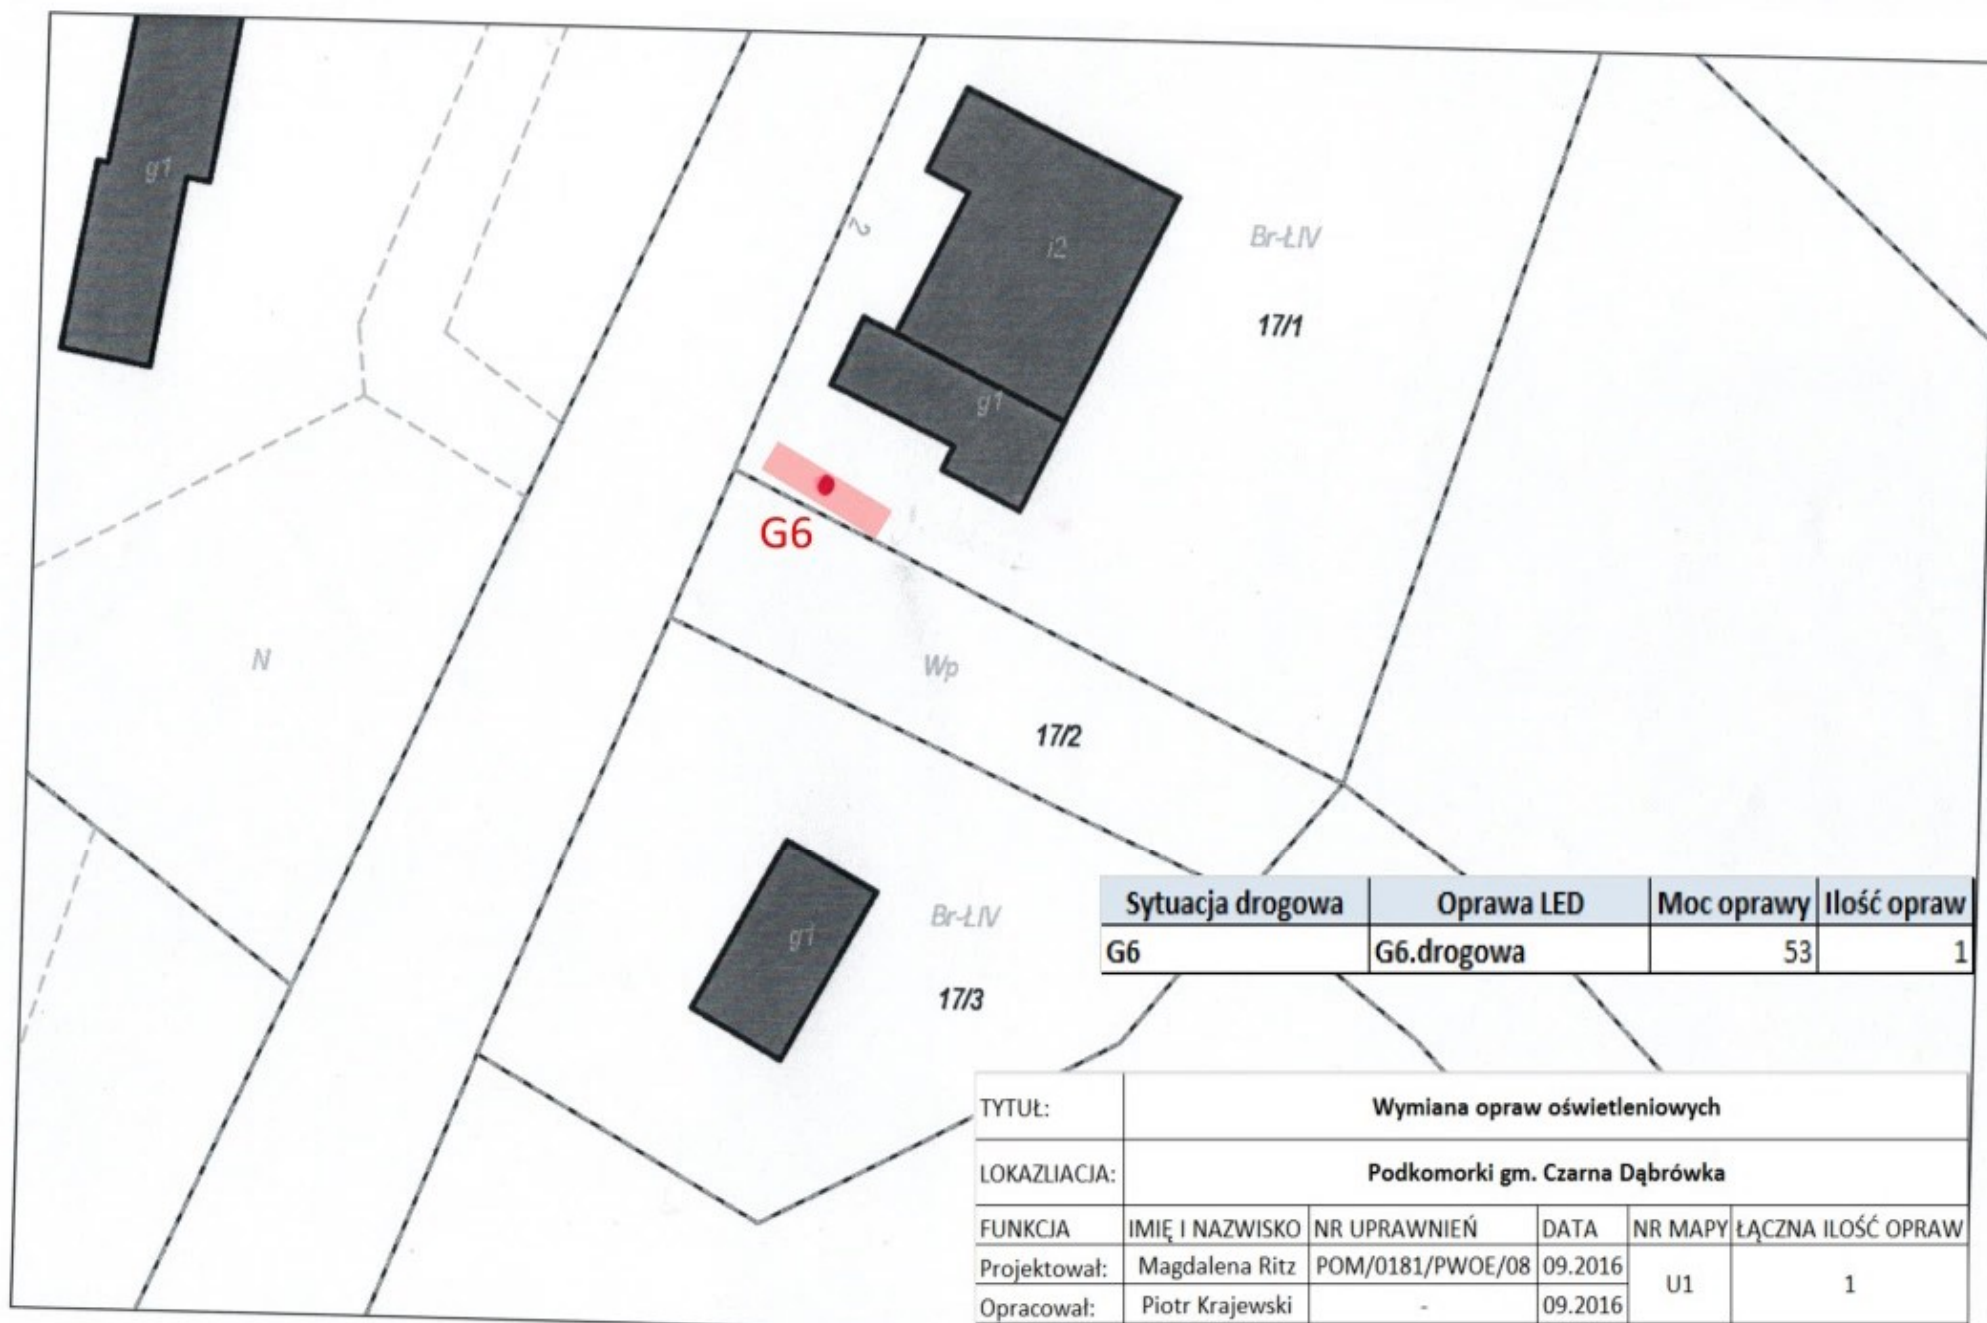 g1
2
i2
Br-ŁIV
17/1
g1
G6
N
Wp
17/2
g1
Br-ŁIV
17/3
Sytuacja drogowa Oprawa LED Moc oprawy Ilość opraw
G6 G6.drogowa 53 1
TYTUŁ: Wymiana opraw oświetleniowych
LOKAZLIACJA: Podkomorki gm. Czarna Dąbrówka
FUNKCJA IMIĘ I NAZWISKO NR UPRAWNIEŃ DATA NR MAPY ŁĄCZNA ILOŚĆ OPRAW
Projektował: Magdalena Ritz POM/0181/PWOE/08 09.2016 U1 1
Opracował: Piotr Krajewski - 09.2016